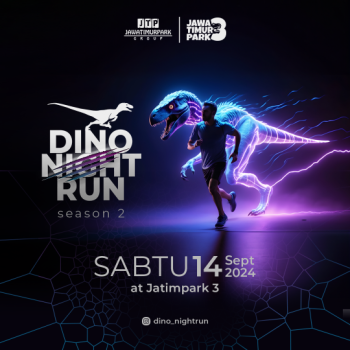 JTP
JAWATIMURPARK
GROUP
JAWA
TIMUR
PARK 3
DINO
NIGHT
RUN
season 2
SABTU 14 Sept
2024
at Jatimpark 3
dino_nightrun